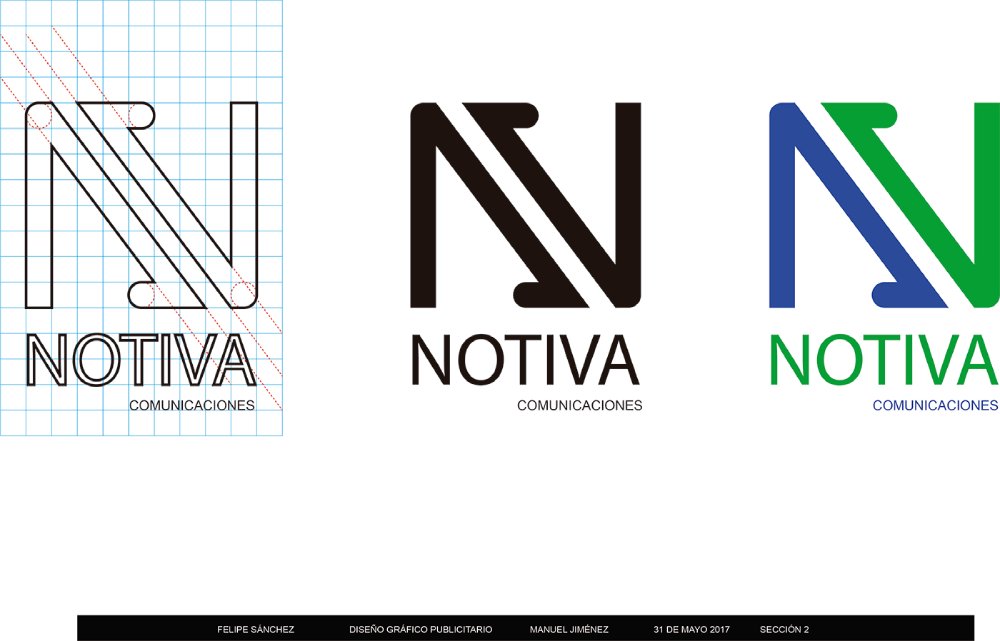 NOTIVA
COMUNICACIONES
NOTIVA
COMUNICACIONES
NOTIVA
COMUNICACIONES
FELIPE SÁNCHEZ DISEÑO GRÁFICO PUBLICITARIO MANUEL JIMÉNEZ 31 DE MAYO 2017 SECCIÓN 2